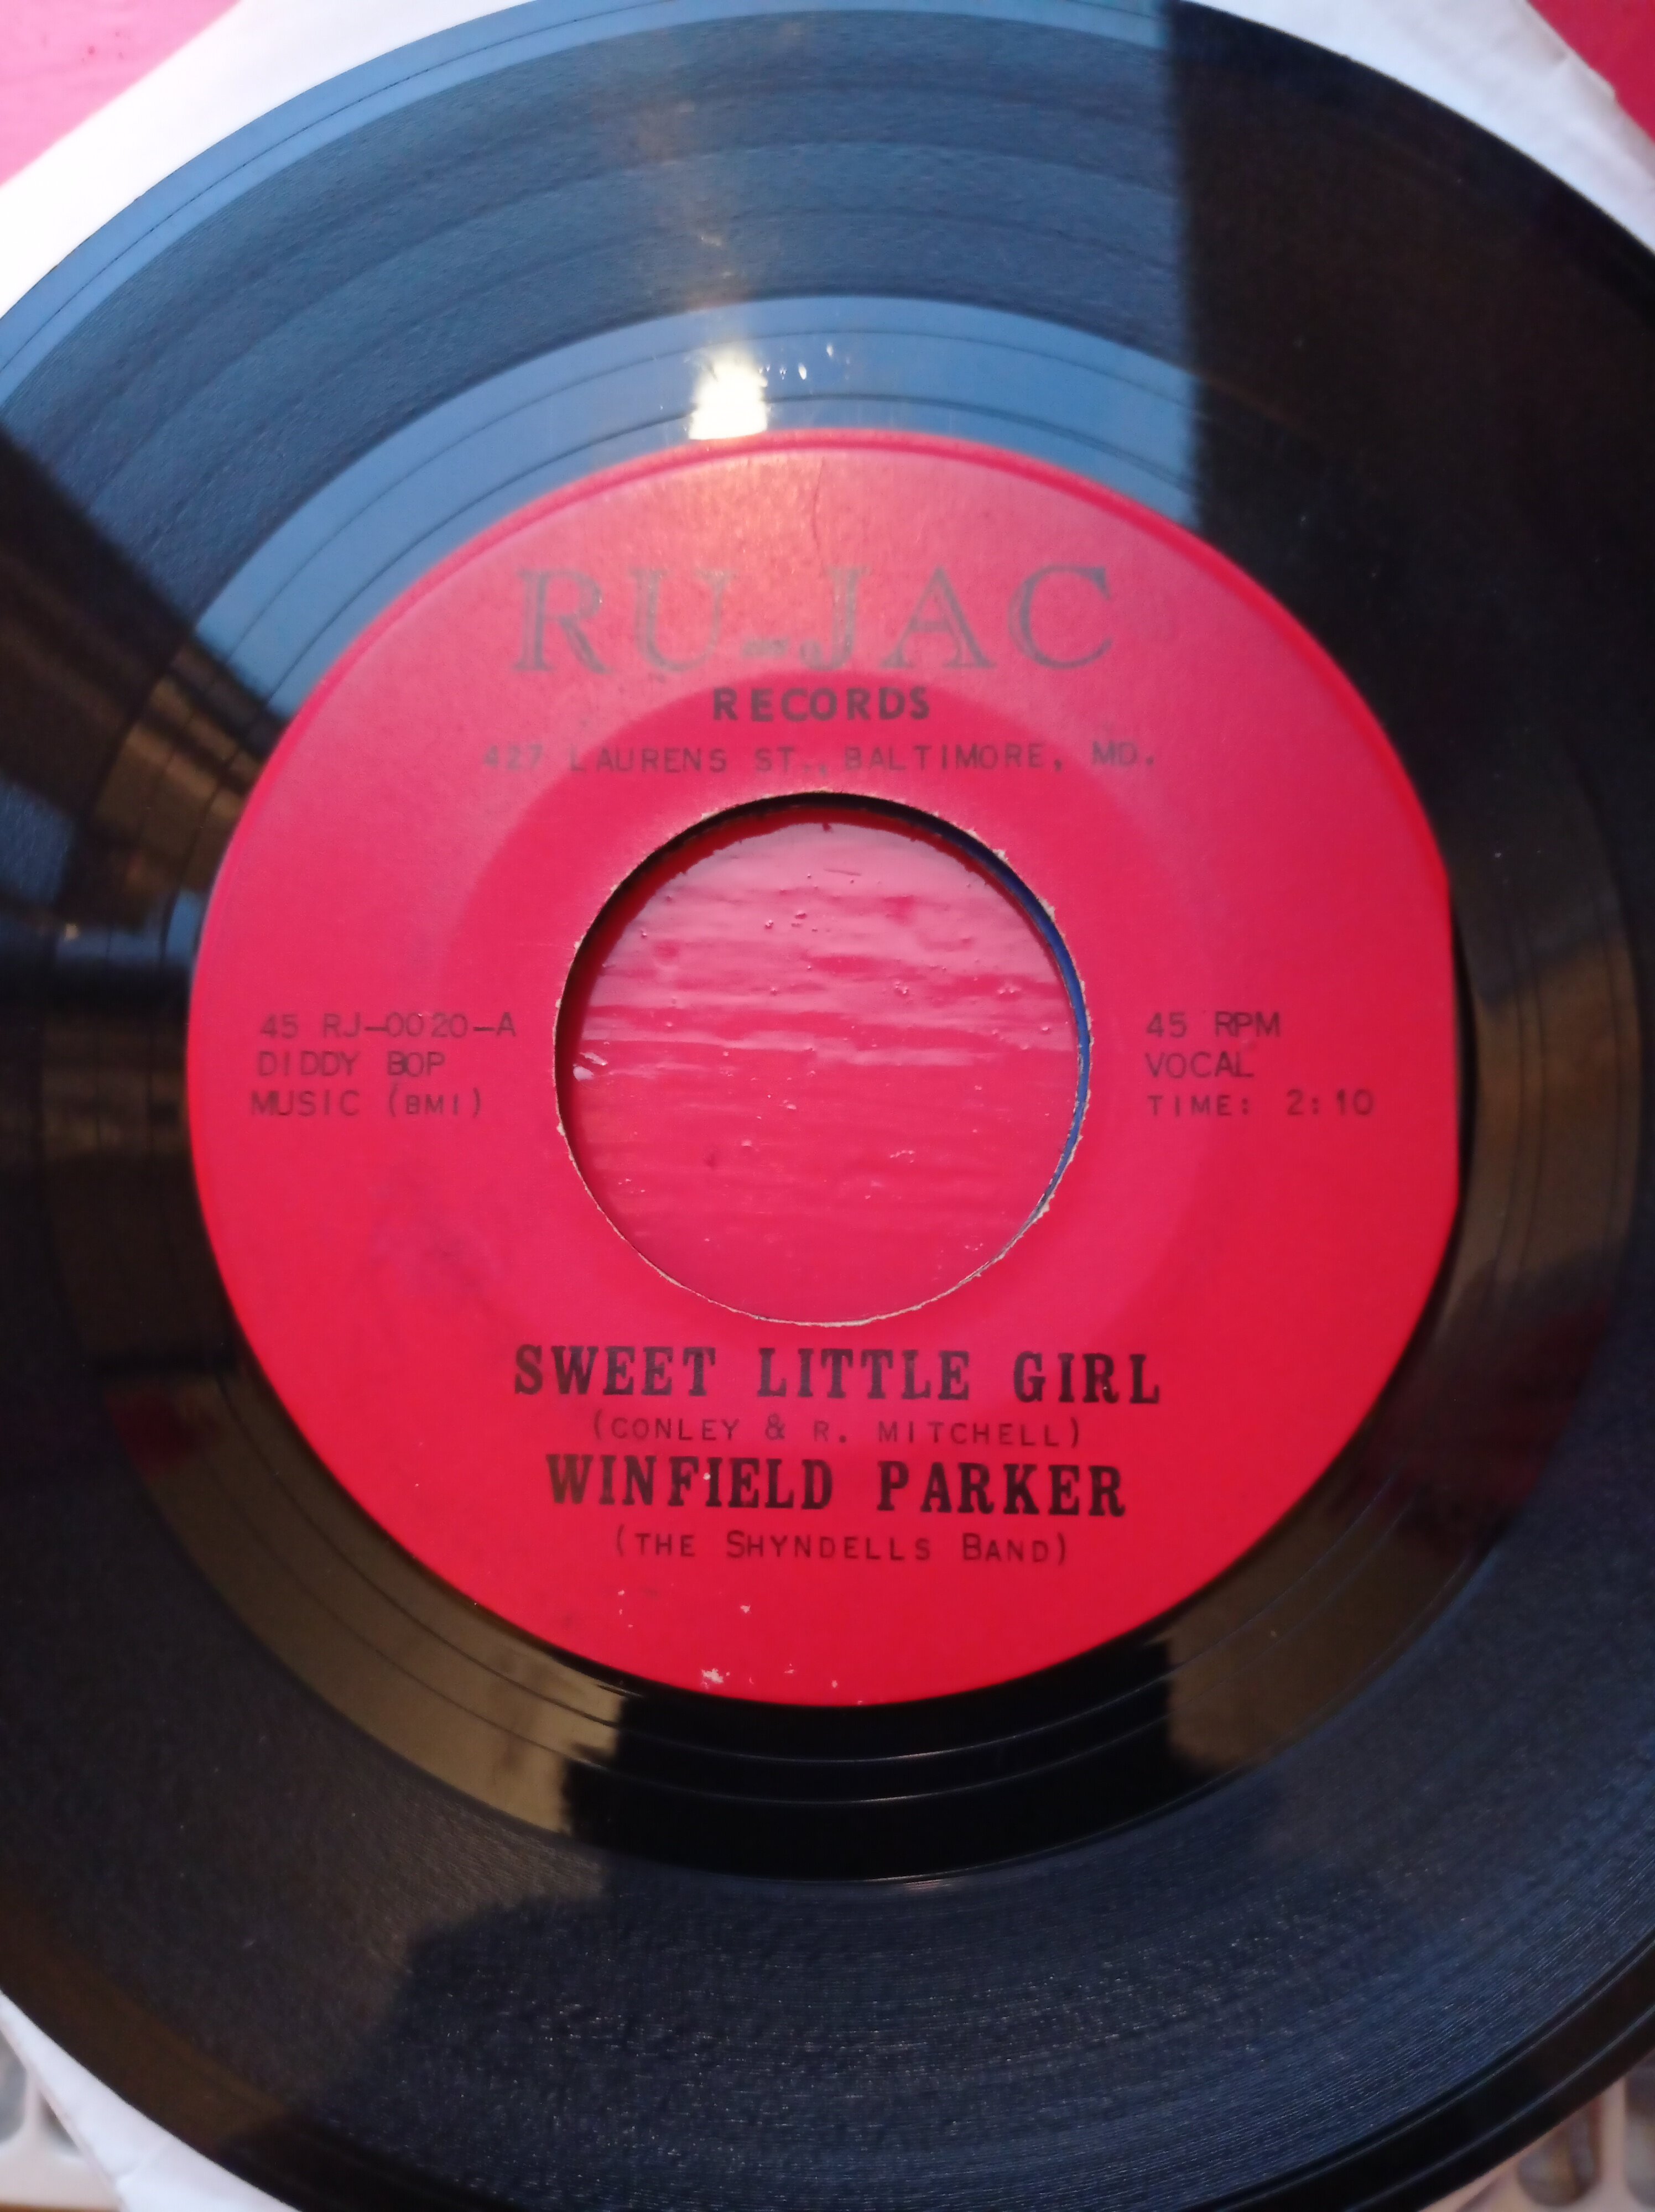 RU-JAC
RECORDS
427 LAURENS ST., BALTIMORE, MD.
45 RJ-0020-A
DIDDY BOP
MUSIC (BMI)
45 RPM
VOCAL
TIME: 2:10
SWEET LITTLE GIRL
(CONLEY & R. MITCHELL)
WINFIELD PARKER
(THE SHYNDELLS BAND)